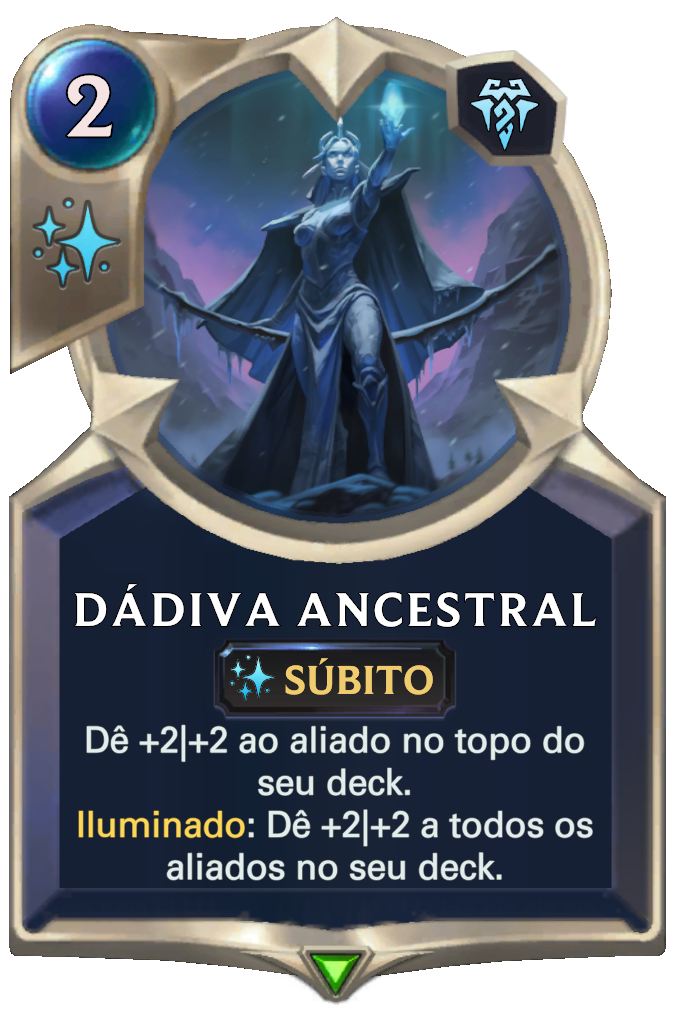 2
DÁDIVA ANCESTRAL
SÚBITO
Dê +2|+2 ao aliado no topo do
seu deck.
Iluminado: Dê +2|+2 a todos os
aliados no seu deck.